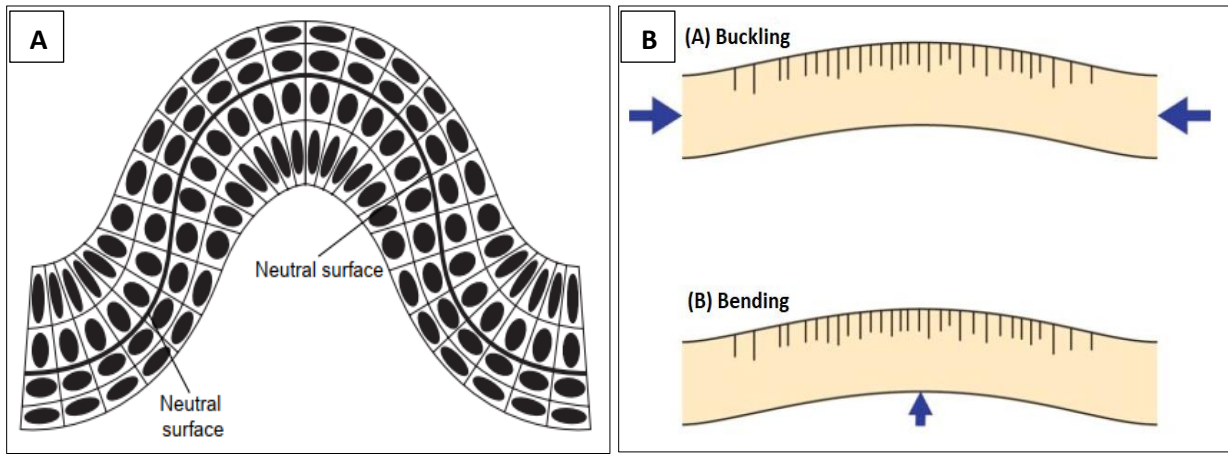 A
Neutral surface
Neutral
surface
B
(A) Buckling
(B) Bending